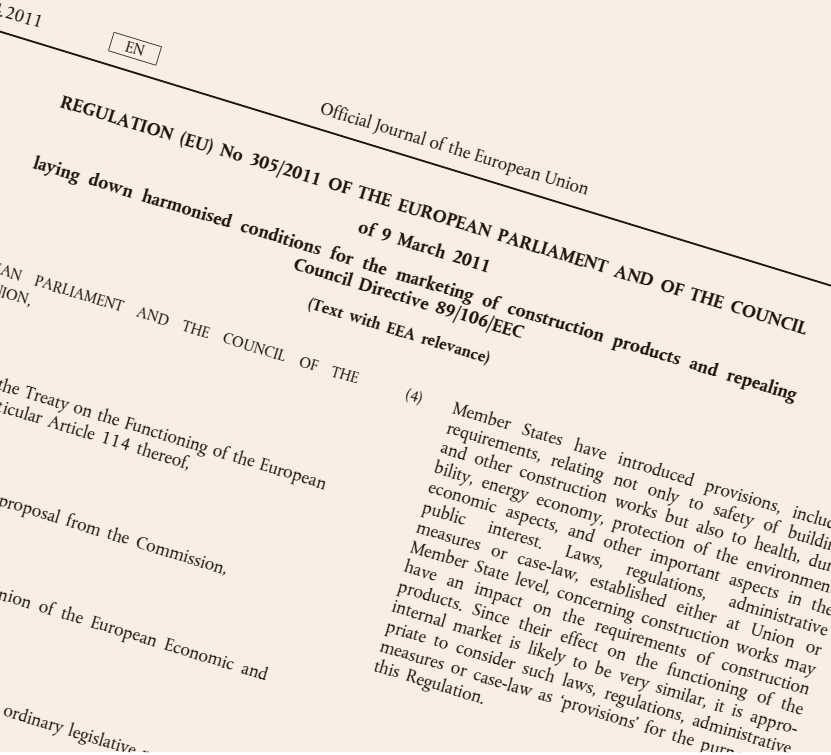 .2011
EN
Official Journal of the European Union
REGULATION (EU) No 305/2011 OF THE EUROPEAN PARLIAMENT AND OF THE COUNCIL
of 9 March 2011
laying down harmonised conditions for the marketing of construction products and repealing
Council Directive 89/106/EEC
(Text with EEA relevance)
PARLIAMENT AND THE COUNCIL OF THE
the Treaty on the Functioning of the European
Article 114 thereof,
proposal from the Commission,
of the European Economic and
ordinary legislative
(4)
Member States have introduced provisions,
requirements, relating not only to safety of
and other construction works but also to health,
bility, energy economy, protection of the
economic aspects, and other important aspects in the
public interest. Laws, regulations, administrative
measures or case-law, established either at Union or
Member State level, concerning construction works may
have an impact on the requirements of construction
products. Since their effect on the functioning of the
internal market is likely to be very similar, it is appro-
priate to consider such laws, regulations, administrative
measures or case-law as ‘provisions’ for the
this Regulation.